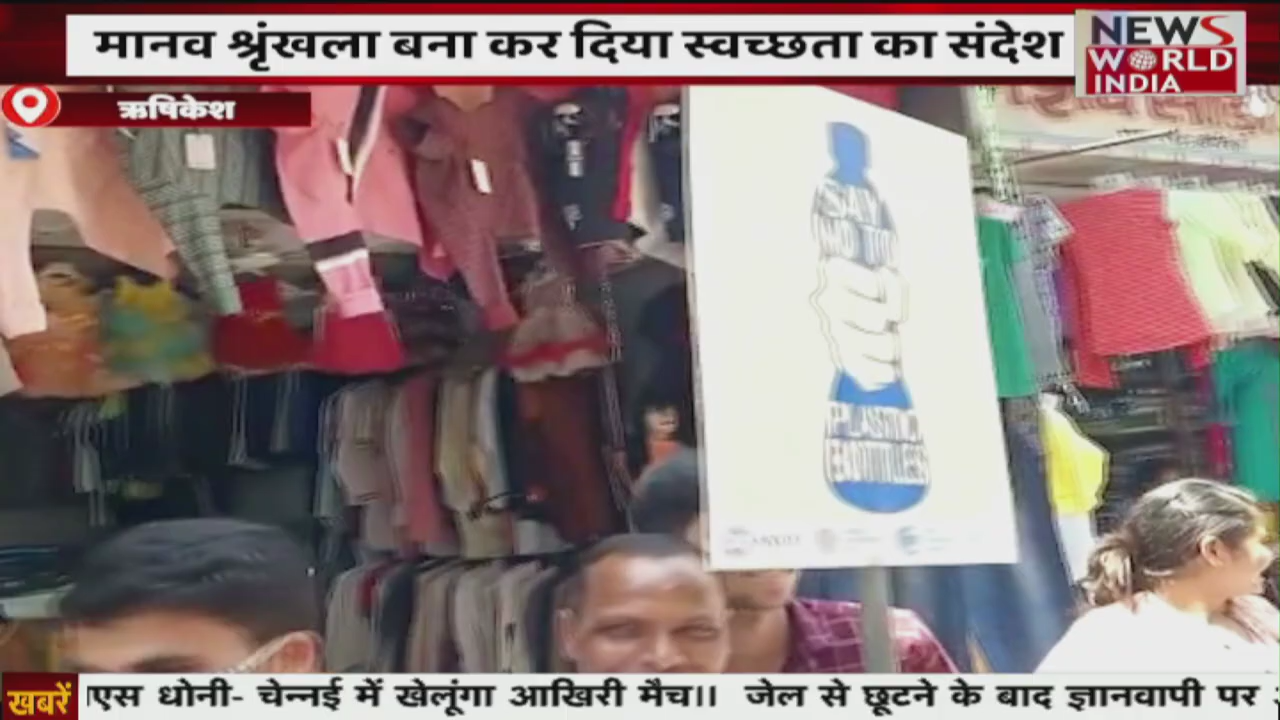 मानव श्रृंखला बना कर दिया स्वच्छता का संदेश
NEWS
WORLD
INDIA
ऋषिकेश
SAY
NO TO
PLASTIC
खबरें
एस धोनी- चेन्नई में खेलूंगा आखिरी मैच।। जेल से छूटने के बाद ज्ञानवापी पर